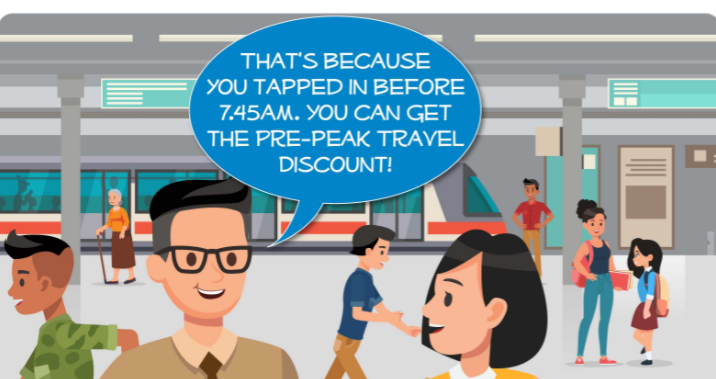 THAT'S BECAUSE
YOU TAPPED IN BEFORE
7.45AM. YOU CAN GET
THE PRE-PEAK TRAVEL
DISCOUNT!